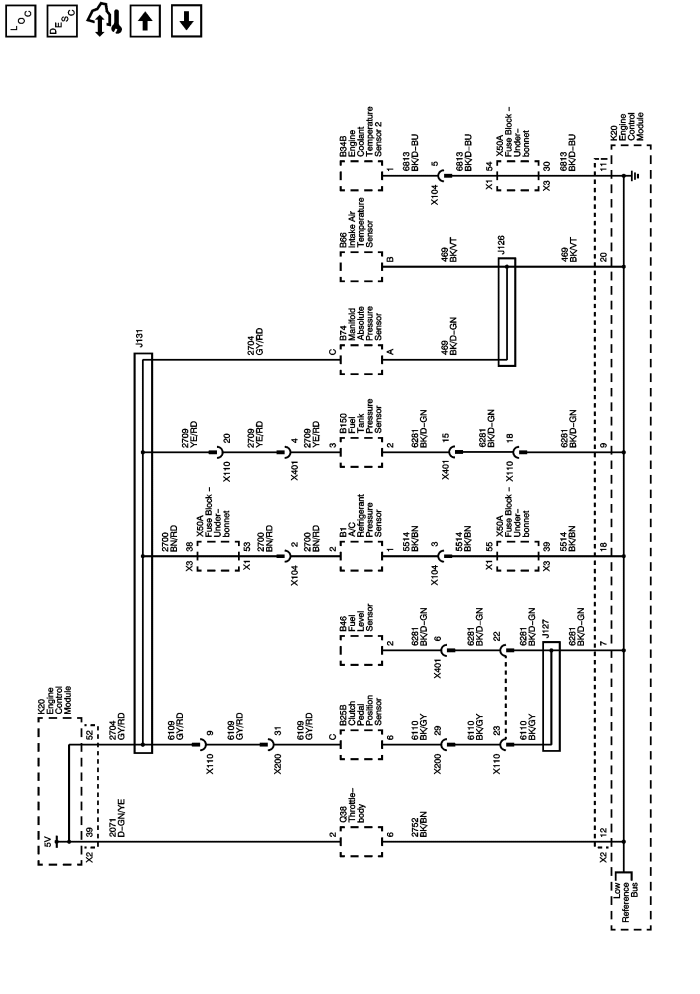 LOC
DESC
K20
Engine
Control
Module
5V
X2
39
52
2071
D-GN/YE
2704
GY/RD
J131
6109
GY/RD
X110
9
6109
GY/RD
X200
31
6109
GY/RD
2700
BN/RD
X3
38
X50A
Fuse Block -
Under-
bonnet
X1
53
2700
BN/RD
X104
2
2700
BN/RD
2709
YE/RD
X110
20
2709
YE/RD
X401
4
2709
YE/RD
2704
GY/RD
2
Q38
Throttle-
body
6
C
B25B
Clutch
Pedal
Position
Sensor
6
B46
Fuel
Level
Sensor
2
2
B1
A/C
Refrigerant
Pressure
Sensor
1
3
B150
Fuel
Tank
Pressure
Sensor
2
C
B74
Manifold
Absolute
Pressure
Sensor
A
B66
Intake Air
Temperature
Sensor
B
B34B
Engine
Coolant
Temperature
Sensor 2
1
2752
BK/BN
6110
BK/GY
X200
29
6110
BK/GY
X110
23
6110
BK/GY
6281
BK/D-GN
X401
6
6281
BK/D-GN
22
6281
BK/D-GN
J127
6281
BK/D-GN
5514
BK/BN
X104
3
5514
BK/BN
X1
55
X50A
Fuse Block -
Under-
bonnet
X3
39
5514
BK/BN
6281
BK/D-GN
X401
15
6281
BK/D-GN
X110
18
6281
BK/D-GN
469
BK/D-GN
469
BK/VT
J126
469
BK/VT
6813
BK/D-BU
X104
5
6813
BK/D-BU
X1
54
X50A
Fuse Block -
Under-
bonnet
X3
30
6813
BK/D-BU
X2
12
7
18
9
20
11
K20
Engine
Control
Module
Low
Reference
Bus